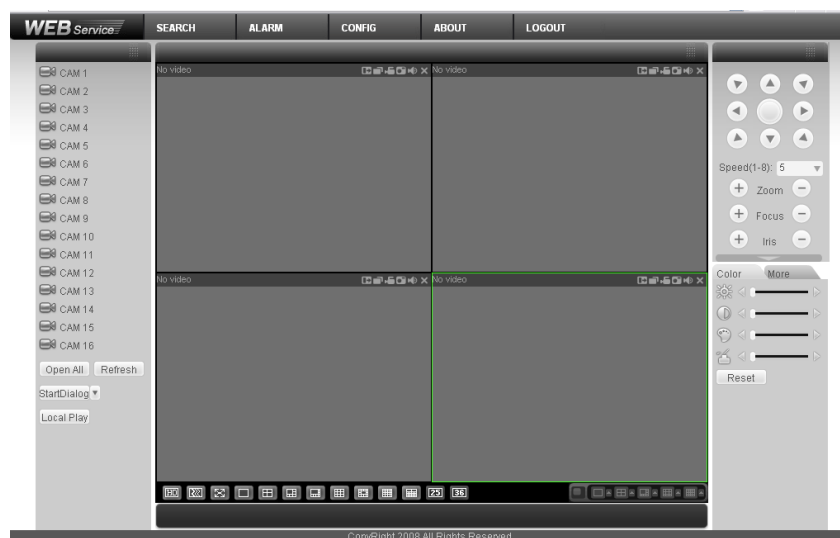 WEB Service SEARCH ALARM CONFIG ABOUT LOGOUT
CAM 1
CAM 2
CAM 3
CAM 4
CAM 5
CAM 6
CAM 7
CAM 8
CAM 9
CAM 10
CAM 11
CAM 12
CAM 13
CAM 14
CAM 15
CAM 16
Open All Refresh
StartDialog
Local Play
No video
No video
No video
No video
25 36
Speed(1-8): 5
Zoom
Focus
Iris
Color More
Reset
CopyRight 2008 All Rights Reserved